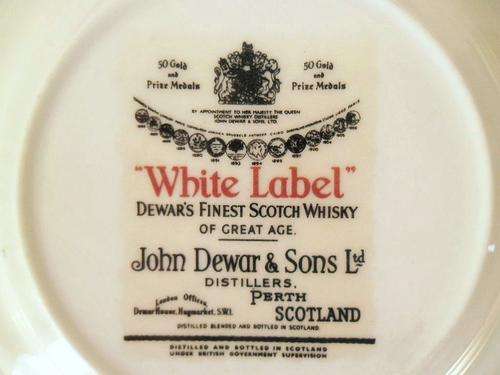 50 Gold
and
Prize Medals
50 Gold
and
Prize Medals
BY APPOINTMENT TO HER MAJESTY THE QUEEN
SCOTCH WHISKY DISTILLERS
JOHN DEWAR & SONS, LTD.
"White Label"
DEWAR'S FINEST SCOTCH WHISKY
OF GREAT AGE.
John Dewar & Sons Ltd
DISTILLERS,
PERTH
SCOTLAND
London Offices,
Dewar House, Haymarket, S.W.1.
DISTILLED BLENDED AND BOTTLED IN SCOTLAND.
DISTILLED AND BOTTLED IN SCOTLAND
UNDER BRITISH GOVERNMENT SUPERVISION